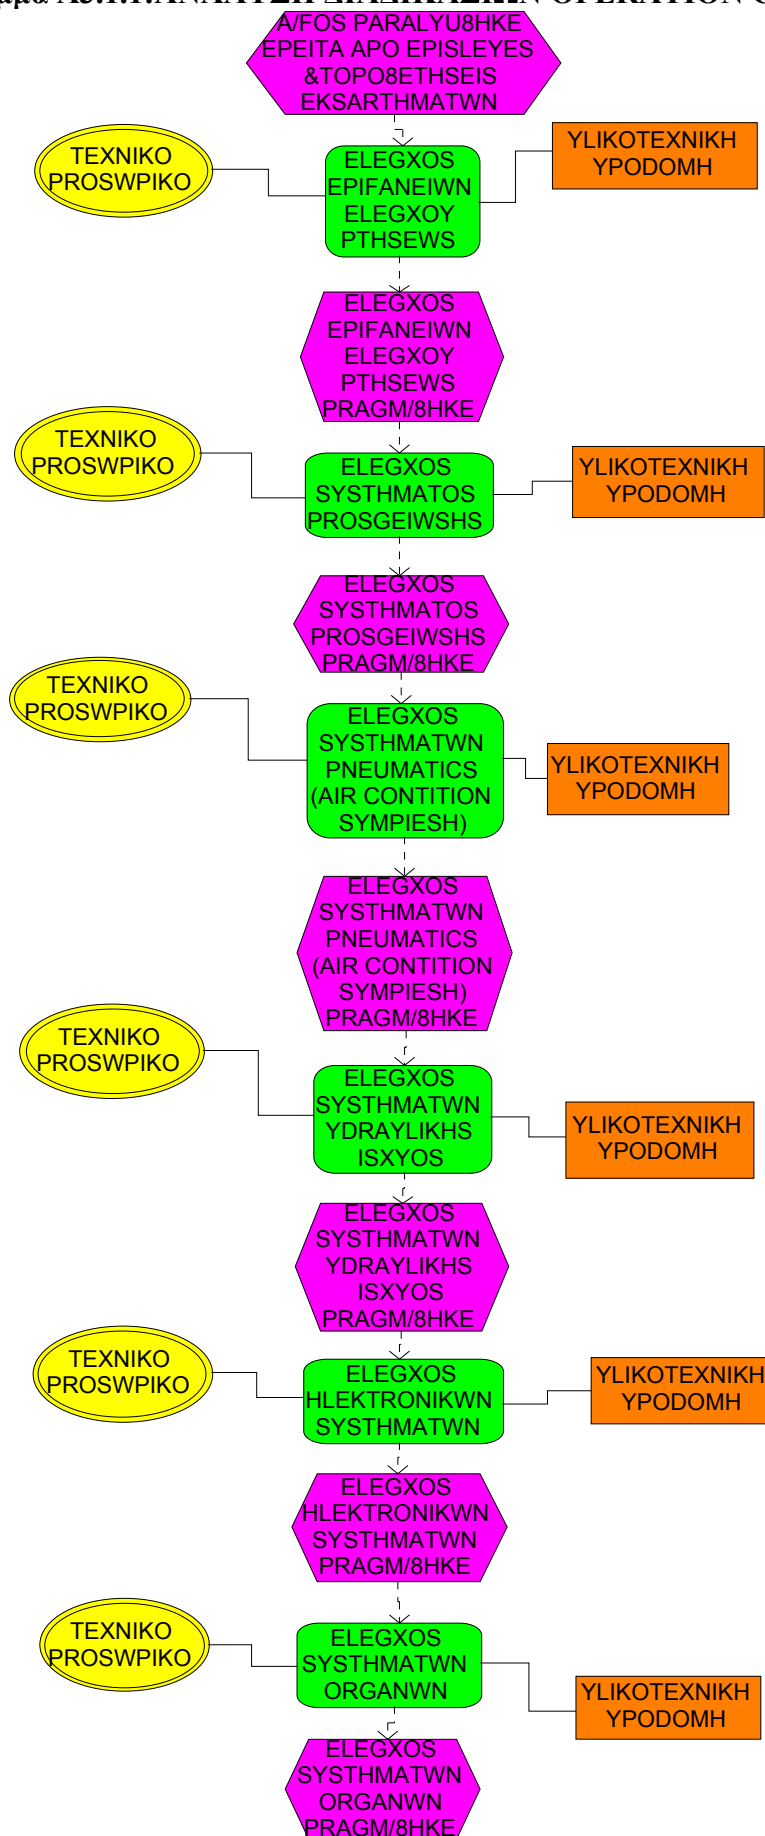 ΑΝΑΛΥΣΗ ΔΙΑΔΙΚΑΣΙΩΝ OPERATION
A/FOS PARALYU8HKE
EPEITA APO EPISLEYES
&TOPO8ETHSEIS
EKSARTHMATWN
TEXNIKO
PROSWPIKO
ELEGXOS
EPIFANEIWN
ELEGXOY
PTHSEWS
YLIKOTEXNIKH
YPODOMH
ELEGXOS
EPIFANEIWN
ELEGXOY
PTHSEWS
PRAGM/8HKE
TEXNIKO
PROSWPIKO
ELEGXOS
SYSTHMATOS
PROSGEIWSHS
YLIKOTEXNIKH
YPODOMH
ELEGXOS
SYSTHMATOS
PROSGEIWSHS
PRAGM/8HKE
TEXNIKO
PROSWPIKO
ELEGXOS
SYSTHMATWN
PNEUMATICS
(AIR CONTITION
SYMPIESH)
YLIKOTEXNIKH
YPODOMH
ELEGXOS
SYSTHMATWN
PNEUMATICS
(AIR CONTITION
SYMPIESH)
PRAGM/8HKE
TEXNIKO
PROSWPIKO
ELEGXOS
SYSTHMATWN
YDRAYLIKHS
ISXYOS
YLIKOTEXNIKH
YPODOMH
ELEGXOS
SYSTHMATWN
YDRAYLIKHS
ISXYOS
PRAGM/8HKE
TEXNIKO
PROSWPIKO
ELEGXOS
HLEKTRONIKWN
SYSTHMATWN
YLIKOTEXNIKH
YPODOMH
ELEGXOS
HLEKTRONIKWN
SYSTHMATWN
PRAGM/8HKE
TEXNIKO
PROSWPIKO
ELEGXOS
SYSTHMATWN
ORGANWN
YLIKOTEXNIKH
YPODOMH
ELEGXOS
SYSTHMATWN
ORGANWN
PRAGM/8HKE